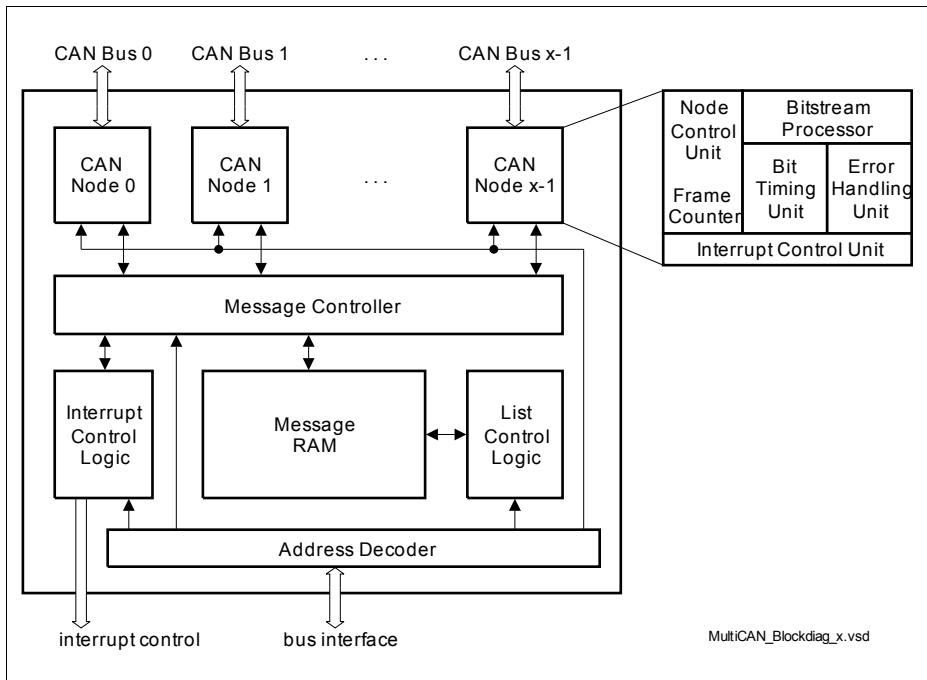 CAN Bus 0
CAN Bus 1
. . .
CAN Bus x-1
CAN
Node 0
CAN
Node 1
. . .
CAN
Node x-1
Node
Control
Unit
Frame
Counter
Bitstream
Processor
Bit
Timing
Unit
Error
Handling
Unit
Interrupt Control Unit
Message Controller
Interrupt
Control
Logic
Message
RAM
List
Control
Logic
Address Decoder
interrupt control
bus interface
MultiCAN_Blockdiag_x.vsd